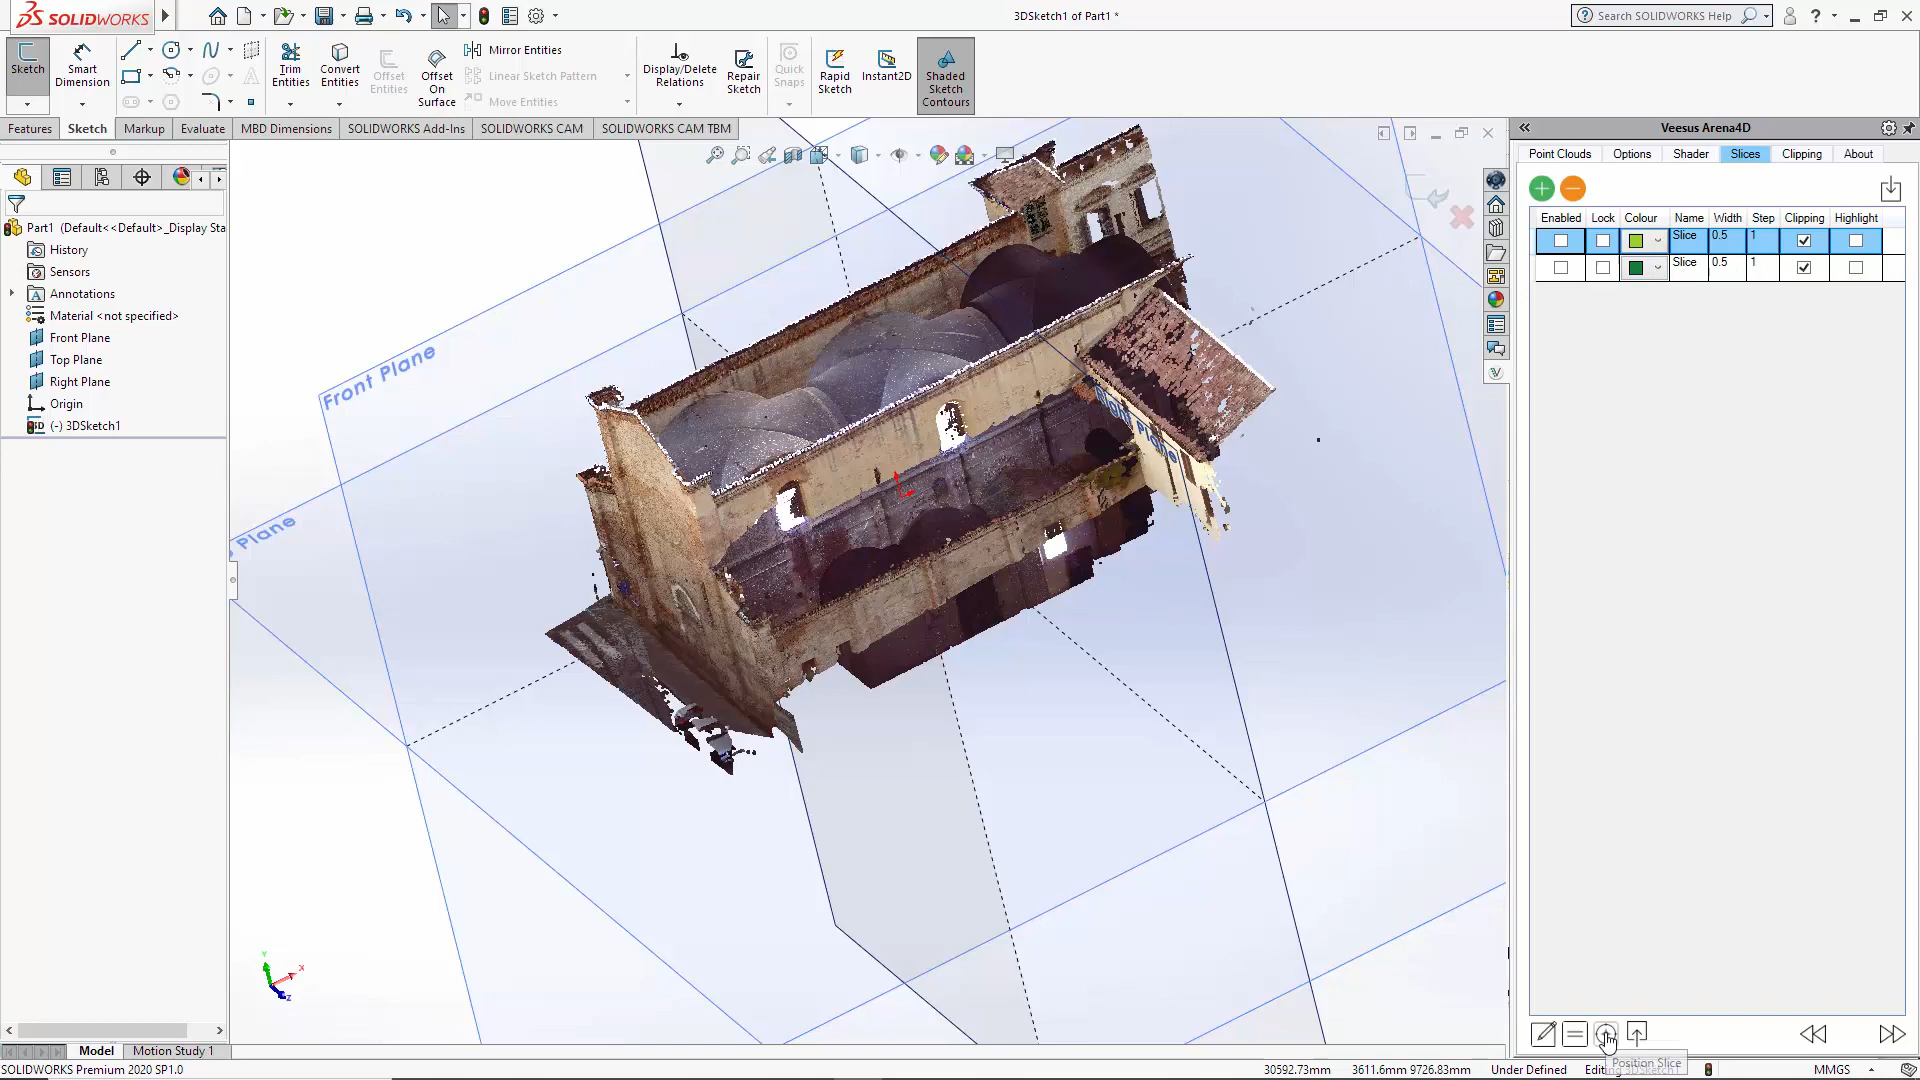 SOLIDWORKS
3DSketch1 of Part1 *
Search SOLIDWORKS Help
Sketch
Smart Dimension
Trim Entities
Convert Entities
Offset Entities
Offset On Surface
Mirror Entities
Linear Sketch Pattern
Move Entities
Display/Delete Relations
Repair Sketch
Quick Snaps
Rapid Sketch
Instant2D
Shaded Sketch Contours
Features
Sketch
Markup
Evaluate
MBD Dimensions
SOLIDWORKS Add-Ins
SOLIDWORKS CAM
SOLIDWORKS CAM TBM
Part1 (Default<<Default>_Display Sta
History
Sensors
Annotations
Material <not specified>
Front Plane
Top Plane
Right Plane
Origin
(-) 3DSketch1
Front Plane
Plane
Right Plane
Y
X
Z
Veesus Arena4D
Point Clouds
Options
Shader
Slices
Clipping
About
Enabled Lock Colour Name Width Step Clipping Highlight
Slice 0.5 1
Slice 0.5 1
Position Slice
Model
Motion Study 1
SOLIDWORKS Premium 2020 SP1.0
30592.73mm
3611.6mm
9726.83mm
Under Defined
MMGS